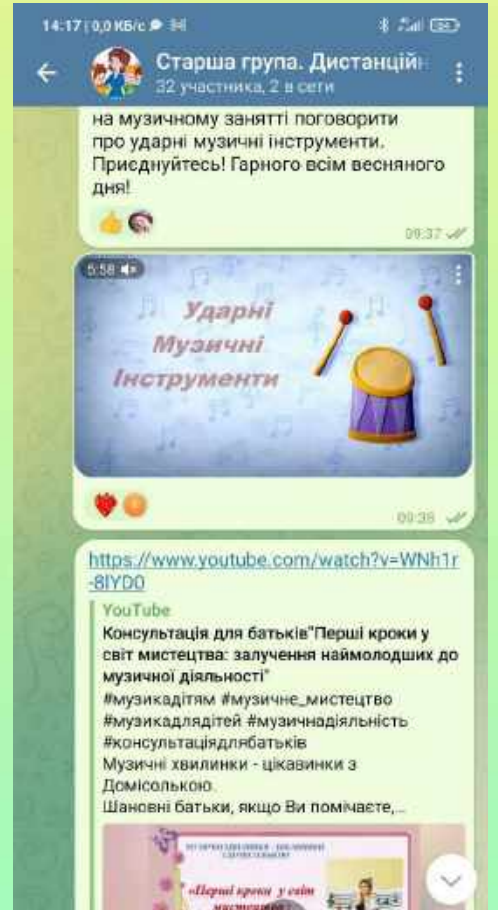 14:17 | 0,0 КБ/с
Старша група. Дистанцій
32 участника, 2 в сети
на музичному занятті поговорити
про ударні музичні інструменти.
Приєднуйтесь! Гарного всім весняного
дня!
09:37
5:58
Ударні
Музичні
Інструменти
09:38
https://www.youtube.com/watch?v=WNh1r
-8lYD0
YouTube
Консультація для батьків"Перші кроки у
світ мистецтва: залучення наймолодших до
музичної діяльності"
#музикадітям #музичне_мистецтво
#музикадлядітей #музичнадіяльність
#консультаціядлябатьків
Музичні хвилинки - цікавинки з
Домісолькою.
Шановні батьки, якщо Ви помічаєте,...
«Перші кроки у світ
мистецтва